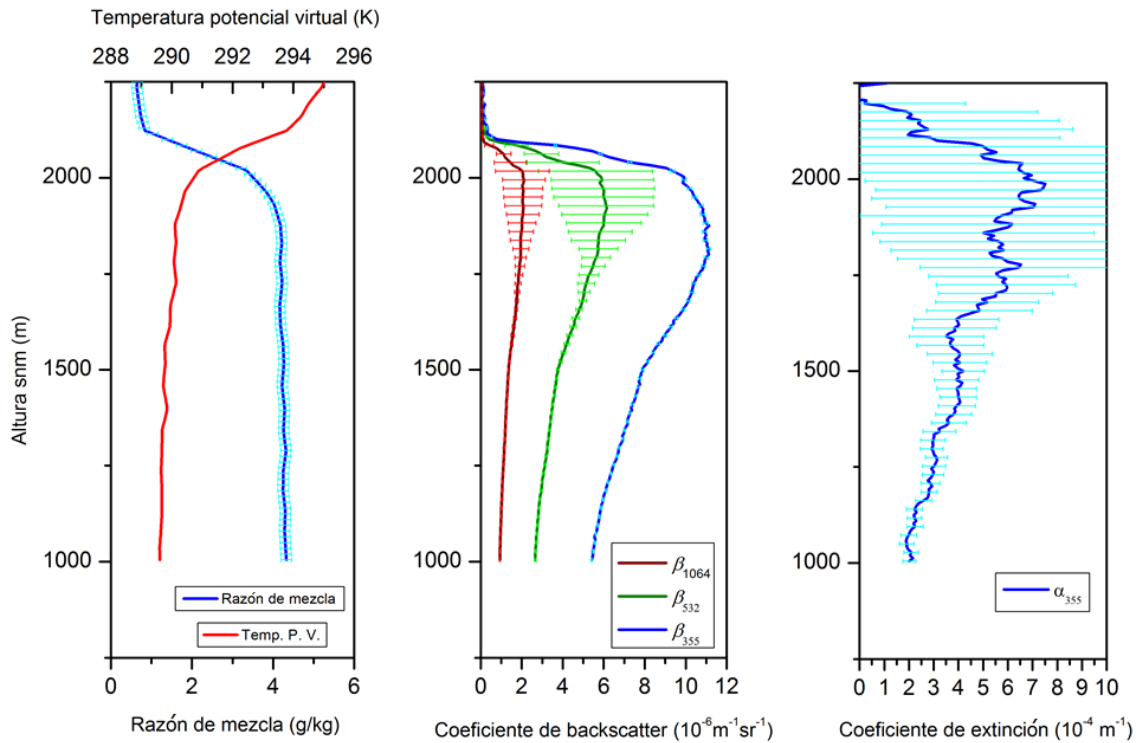 Temperatura potencial virtual (K)
288 290 292 294 296
Altura snm (m)
2000
1500
1000
Razón de mezcla
Temp. P. V.
0 2 4 6
Razón de mezcla (g/kg)
2000
1500
1000
β1064
β532
β355
0 2 4 6 8 10 12
Coeficiente de backscatter (10⁻⁶m⁻¹sr⁻¹)
2000
1500
1000
α355
0 1 2 3 4 5 6 7 8 9 10
Coeficiente de extinción (10⁻⁴ m⁻¹)